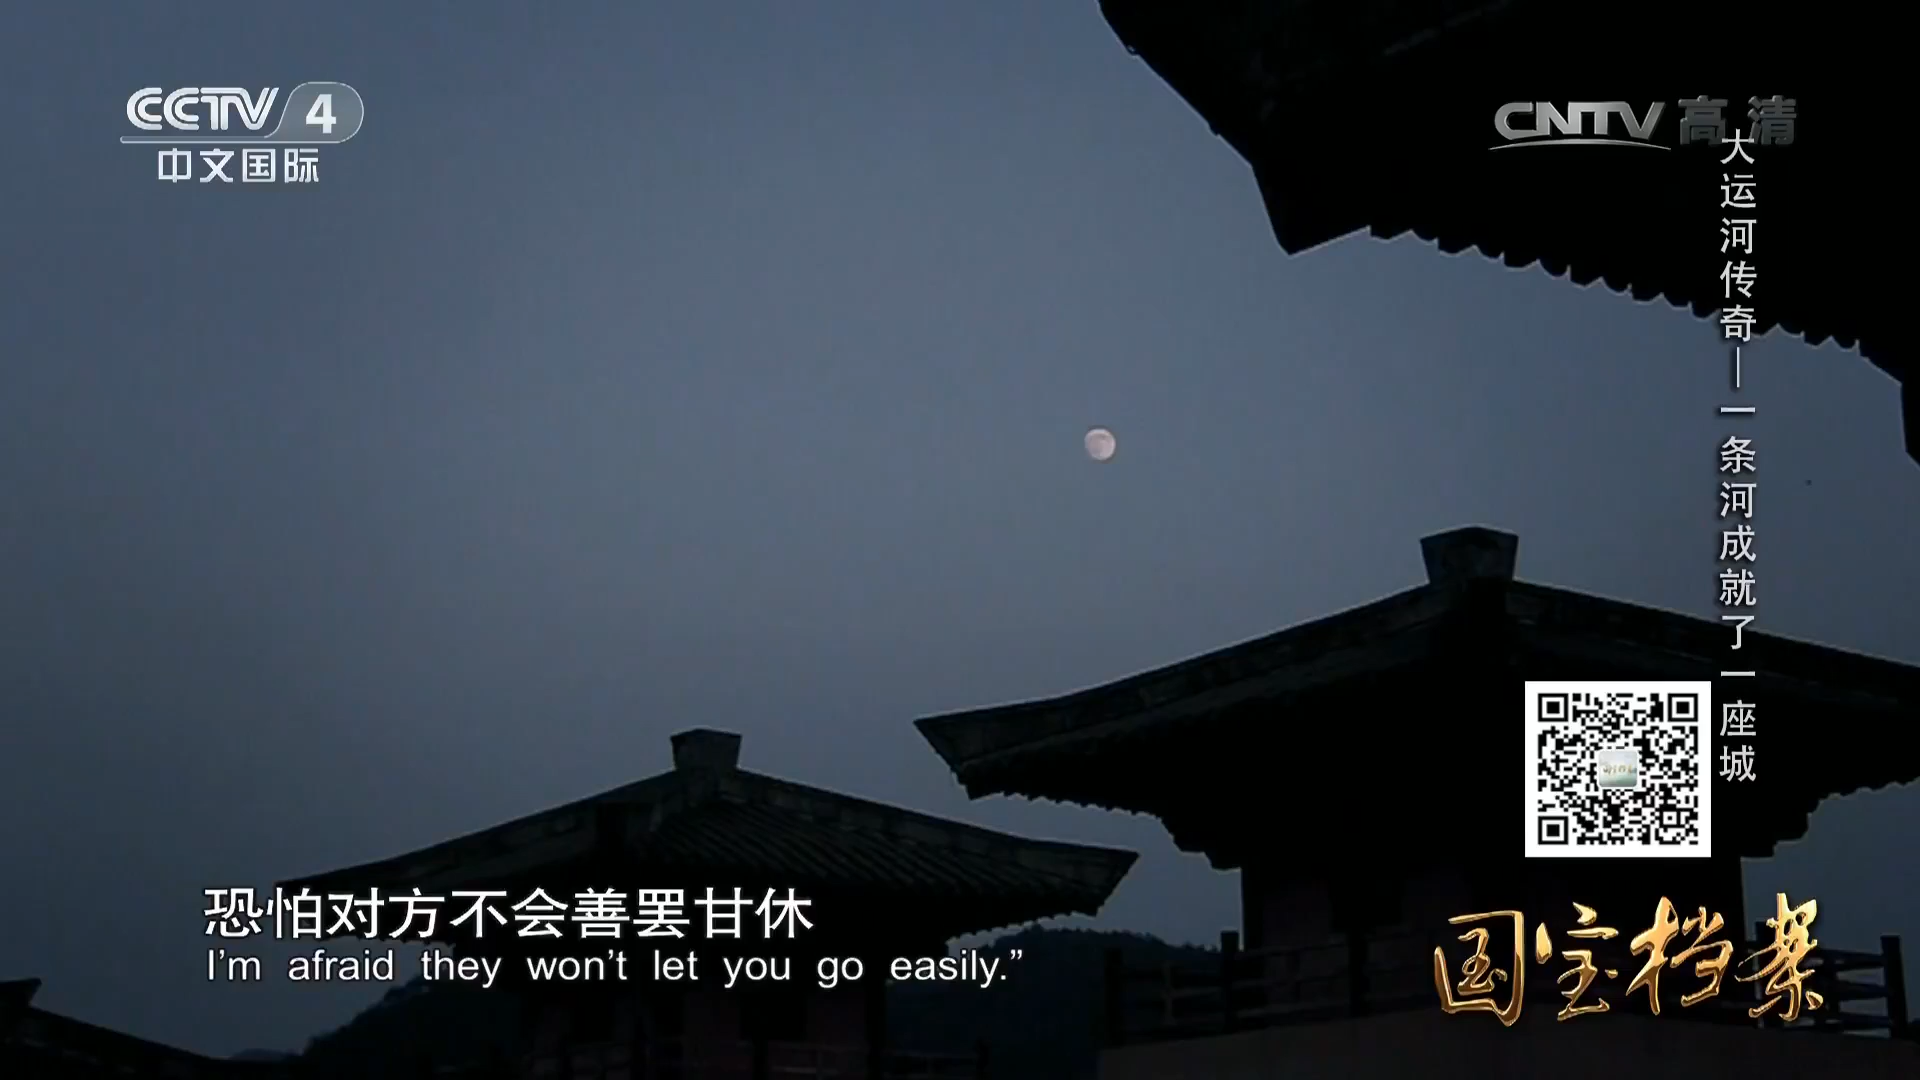 CCTV 4
中文国际
CNTV 高清
大运河传奇—一条河成就了一座城
恐怕对方不会善罢甘休
I'm afraid they won't let you go easily.”
国宝档案